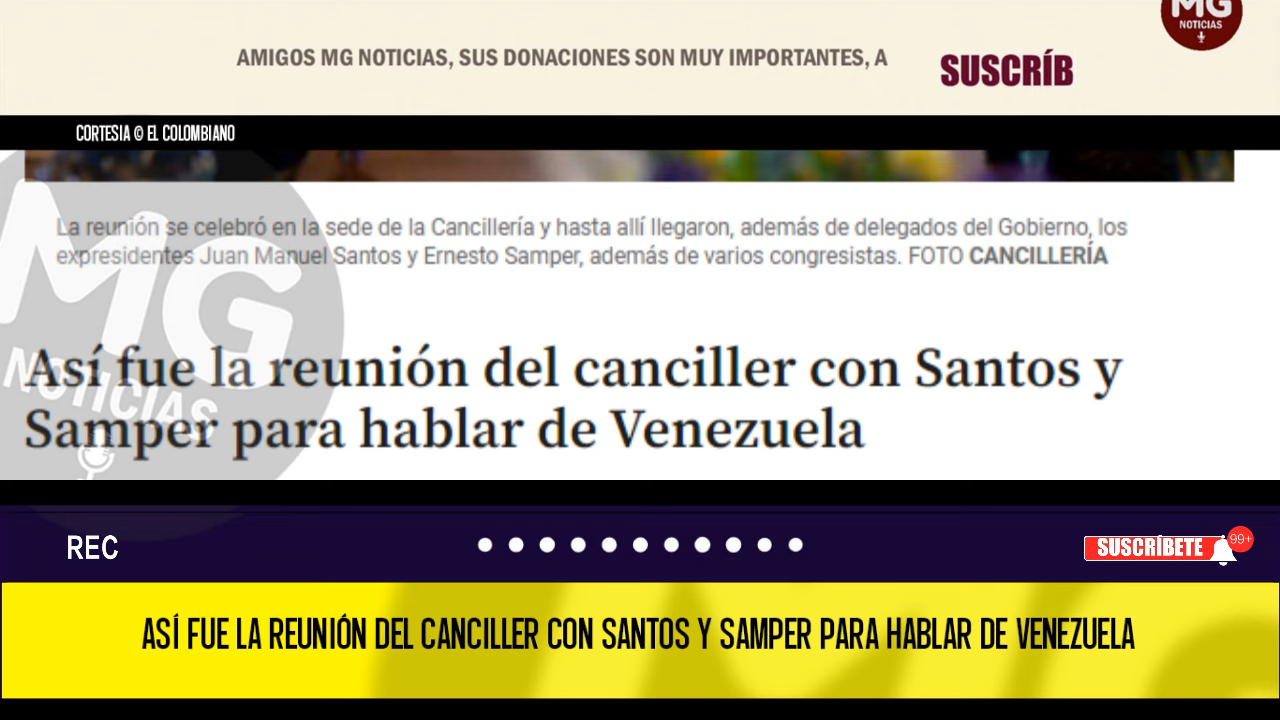 MG
NOTICIAS
AMIGOS MG NOTICIAS, SUS DONACIONES SON MUY IMPORTANTES, A
SUSCRÍB
CORTESIA © EL COLOMBIANO
La reunión se celebró en la sede de la Cancillería y hasta allí llegaron, además de delegados del Gobierno, los
expresidentes Juan Manuel Santos y Ernesto Samper, además de varios congresistas. FOTO CANCILLERÍA
MG
NOTICIAS
Así fue la reunión del canciller con Santos y
Samper para hablar de Venezuela
REC
SUSCRÍBETE
99+
ASÍ FUE LA REUNIÓN DEL CANCILLER CON SANTOS Y SAMPER PARA HABLAR DE VENEZUELA